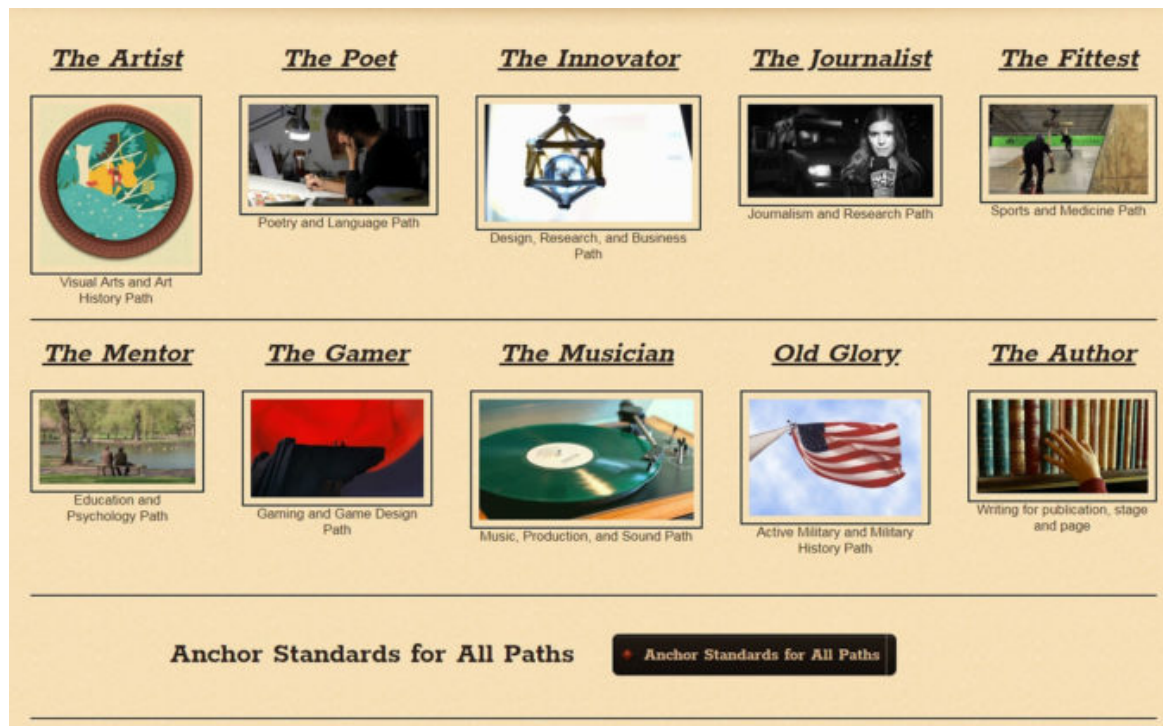 The Artist
The Poet
The Innovator
The Journalist
The Fittest
Visual Arts and Art
History Path
Poetry and Language Path
Design, Research, and Business
Path
Journalism and Research Path
Sports and Medicine Path
The Mentor
The Gamer
The Musician
Old Glory
The Author
Education and
Psychology Path
Gaming and Game Design
Path
Music, Production, and Sound Path
Active Military and Military
History Path
Writing for publication, stage
and page
Anchor Standards for All Paths
Anchor Standards for All Paths